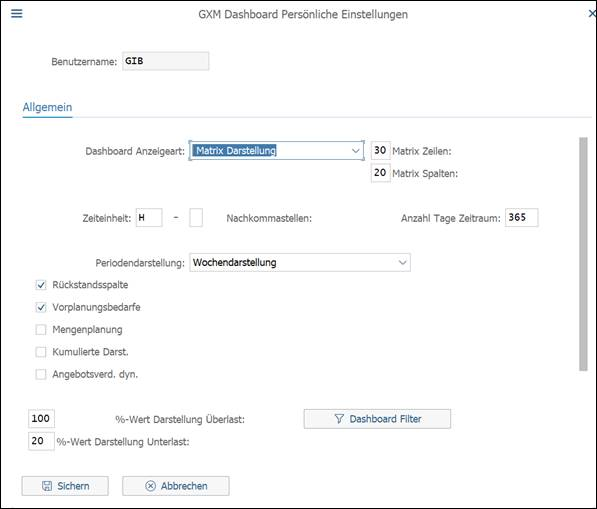 GXM Dashboard Persönliche Einstellungen
Benutzername: GIB
Allgemein
Dashboard Anzeigeart: Matrix Darstellung 30 Matrix Zeilen:
20 Matrix Spalten:
Zeiteinheit: H - Nachkommastellen: Anzahl Tage Zeitraum: 365
Periodendarstellung: Wochendarstellung
Rückstandsspalte
Vorplanungsbedarfe
Mengenplanung
Kumulierte Darst.
Angebotsverd. dyn.
100 %-Wert Darstellung Überlast: Dashboard Filter
20 %-Wert Darstellung Unterlast:
Sichern Abbrechen